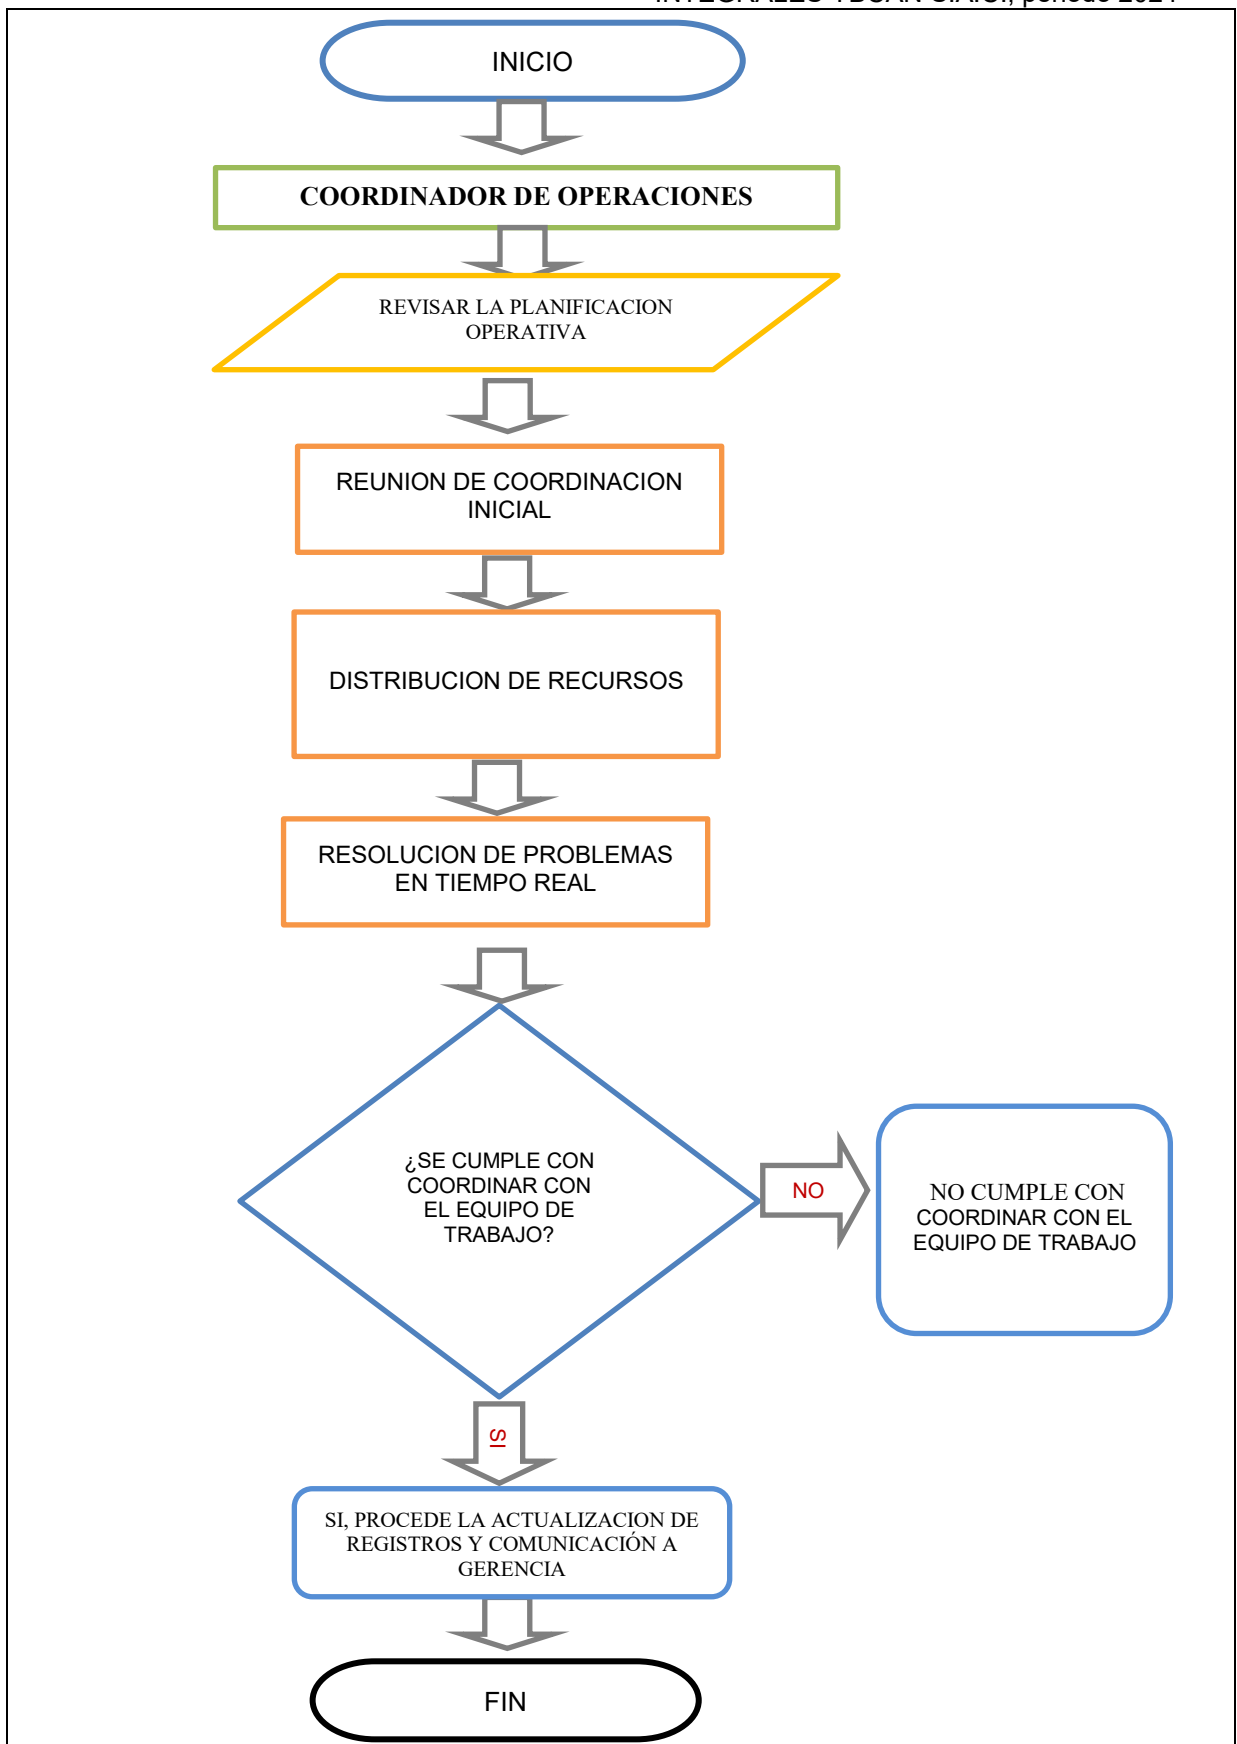 INICIO
COORDINADOR DE OPERACIONES
REVISAR LA PLANIFICACION
OPERATIVA
REUNION DE COORDINACION
INICIAL
DISTRIBUCION DE RECURSOS
RESOLUCION DE PROBLEMAS
EN TIEMPO REAL
¿SE CUMPLE CON
COORDINAR CON
EL EQUIPO DE
TRABAJO?
NO
NO CUMPLE CON
COORDINAR CON EL
EQUIPO DE TRABAJO
SI
SI, PROCEDE LA ACTUALIZACION DE
REGISTROS Y COMUNICACIÓN A
GERENCIA
FIN